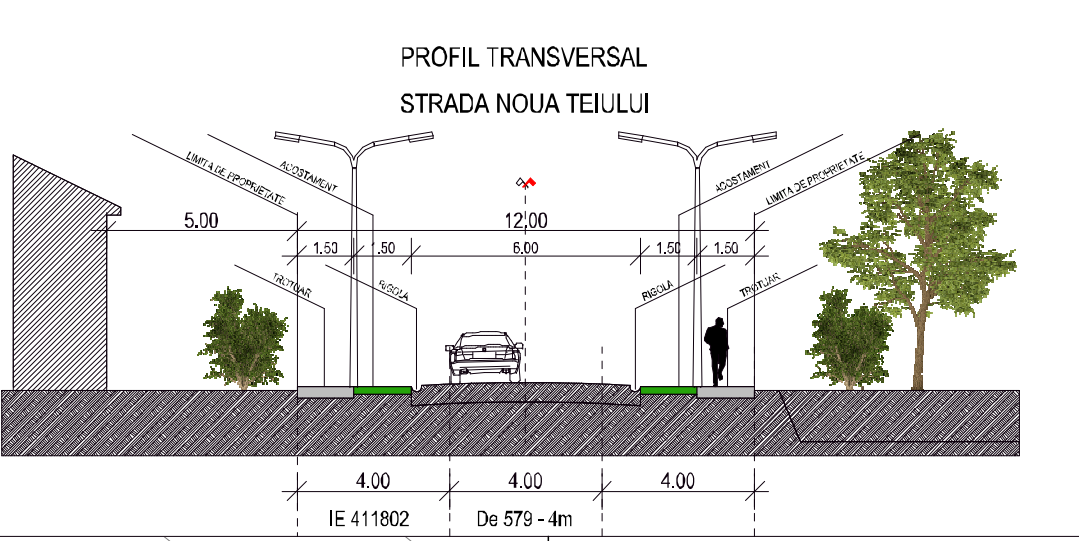 PROFIL TRANSVERSAL
STRADA NOUA TEIULUI
LIMITA DE PROPRIETATE
ACOSTAMENT
ACOSTAMENT
LIMITA DE PROPRIETATE
5.00
12.00
1.50
1.50
6.00
1.50
1.50
TROTUAR
RIGOLA
RIGOLA
TROTUAR
4.00
4.00
4.00
IE 411802
De 579 - 4m